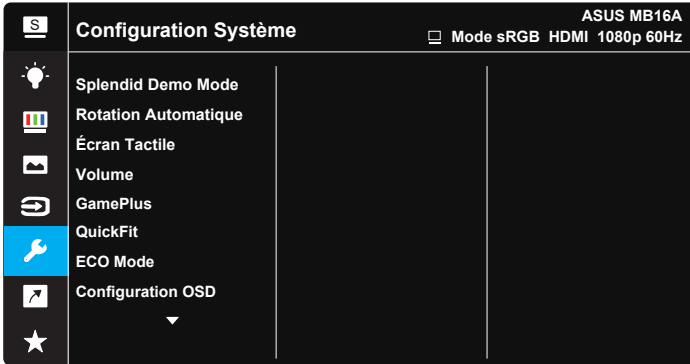 S
Configuration Système
ASUS MB16A
Mode sRGB HDMI 1080p 60Hz
Splendid Demo Mode
Rotation Automatique
Écran Tactile
Volume
GamePlus
QuickFit
ECO Mode
Configuration OSD